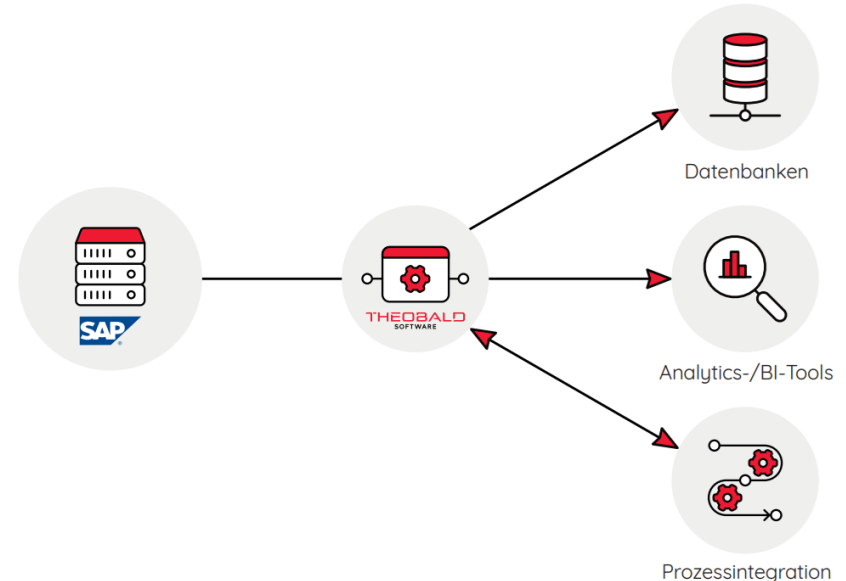 SAP
®
THEOBALD
SOFTWARE
Datenbanken
Analytics-/BI-Tools
Prozessintegration